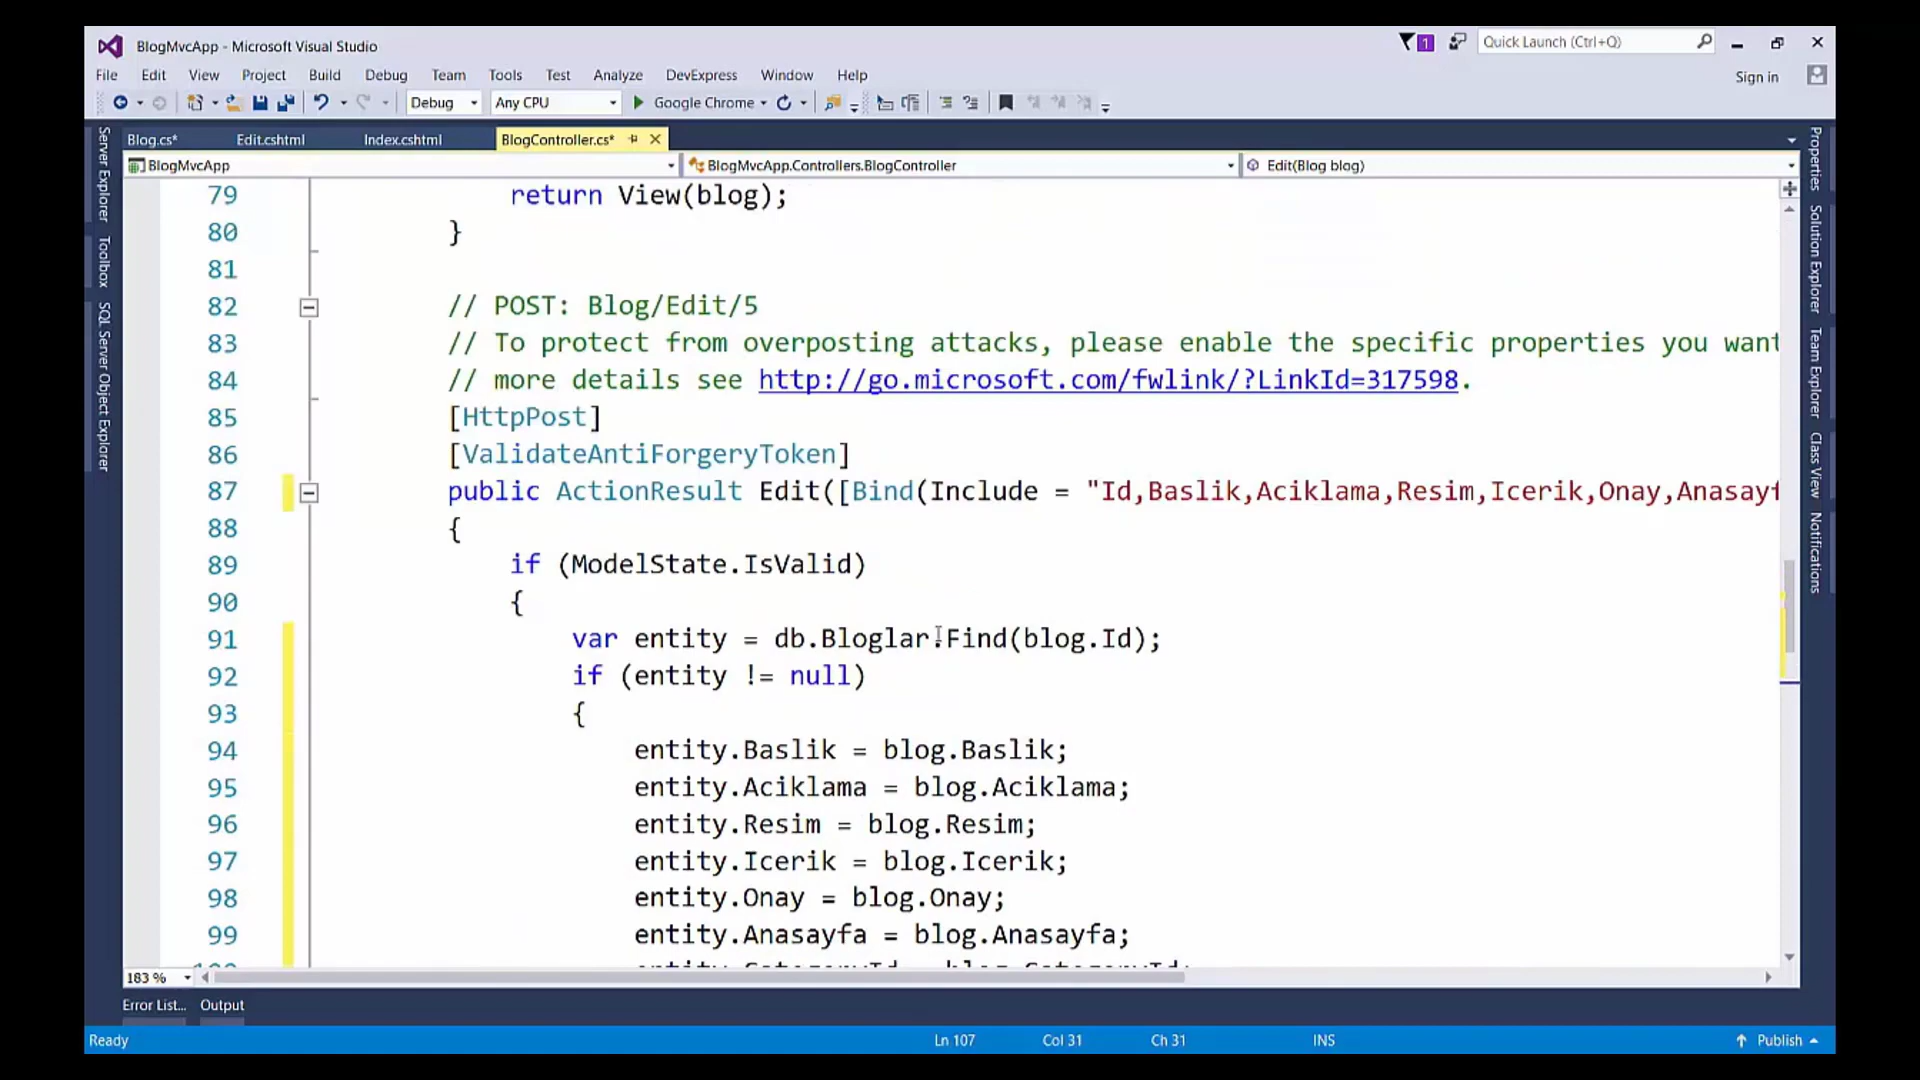 BlogMvcApp - Microsoft Visual Studio
1
Quick Launch (Ctrl+Q)
File Edit View Project Build Debug Team Tools Test Analyze DevExpress Window Help
Sign in
Debug Any CPU Google Chrome
Blog.cs* Edit.cshtml Index.cshtml BlogController.cs*
BlogMvcApp BlogMvcApp.Controllers.BlogController Edit(Blog blog)
Server Explorer
Toolbox
SQL Server Object Explorer
79 return View(blog);
80 }
81
82 // POST: Blog/Edit/5
83 // To protect from overposting attacks, please enable the specific properties you want
84 // more details see http://go.microsoft.com/fwlink/?LinkId=317598.
85 [HttpPost]
86 [ValidateAntiForgeryToken]
87 public ActionResult Edit([Bind(Include = "Id,Baslik,Aciklama,Resim,Icerik,Onay,Anasayf
88 {
89 if (ModelState.IsValid)
90 {
91 var entity = db.Bloglar.Find(blog.Id);
92 if (entity != null)
93 {
94 entity.Baslik = blog.Baslik;
95 entity.Aciklama = blog.Aciklama;
96 entity.Resim = blog.Resim;
97 entity.Icerik = blog.Icerik;
98 entity.Onay = blog.Onay;
99 entity.Anasayfa = blog.Anasayfa;
Properties
Solution Explorer
Team Explorer
Class View
Notifications
183 %
Error List... Output
Ready Ln 107 Col 31 Ch 31 INS Publish